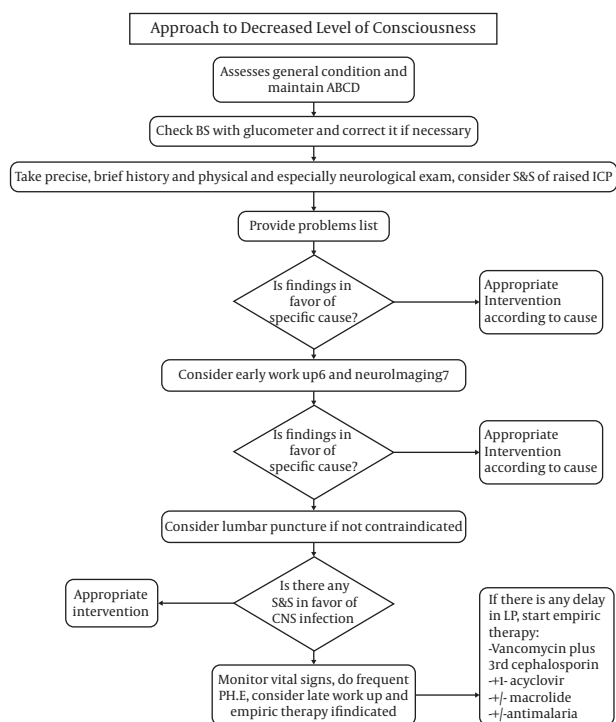 Approach to Decreased Level of Consciousness
Assesses general condition and
maintain ABCD
Check BS with glucometer and correct it if necessary
Take precise, brief history and physical and especially neurological exam, consider S&S of raised ICP
Provide problems list
Is findings in
favor of
specific cause?
Appropriate
Intervention
according to cause
Consider early work up6 and neuroImaging7
Is findings in
favor of
specific cause?
Appropriate
Intervention
according to cause
Consider lumbar puncture if not contraindicated
Is there any
S&S in favor of
CNS infection
Appropriate
intervention
Monitor vital signs, do frequent
PH.E, consider late work up and
empiric therapy ifindicated
If there is any delay
in LP, start empiric
therapy:
-Vancomycin plus
3rd cephalosporin
-+1- acyclovir
-+/- macrolide
-+/-antimalaria